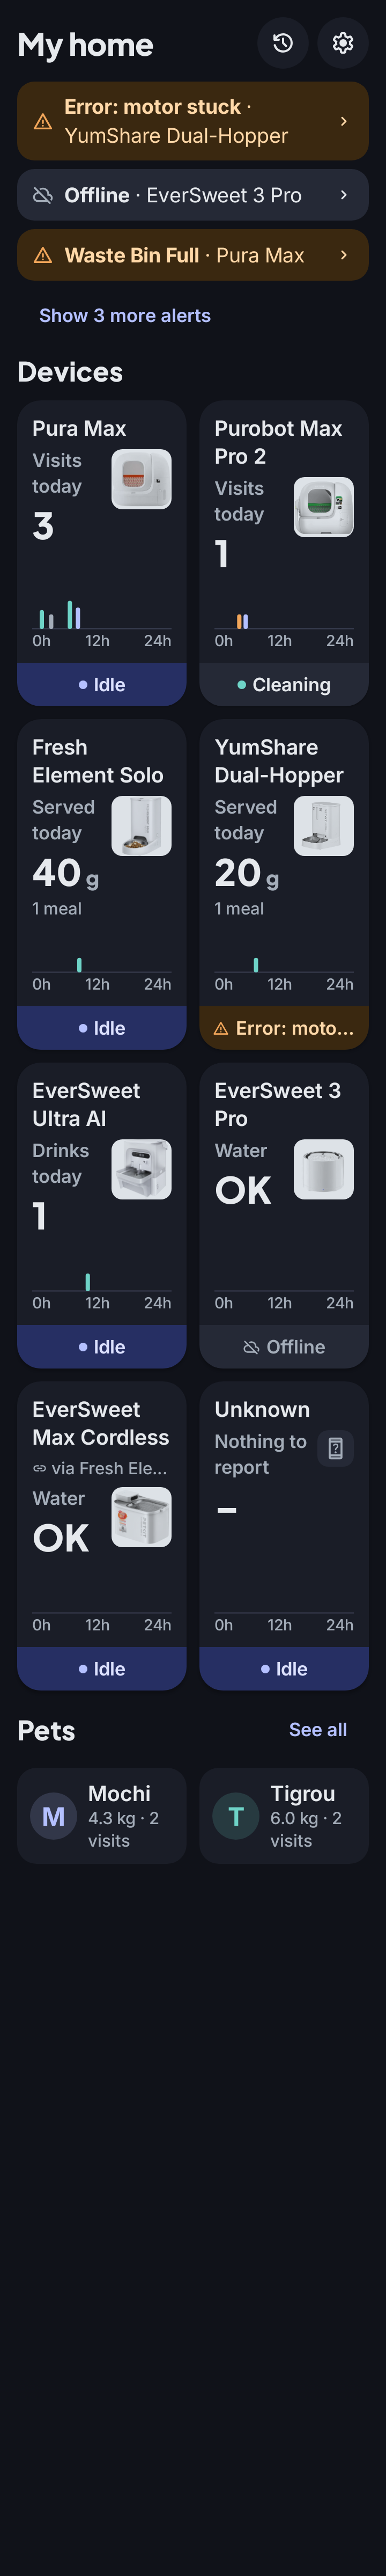 My home
Error: motor stuck ·
YumShare Dual-Hopper
Offline · EverSweet 3 Pro
Waste Bin Full · Pura Max
Show 3 more alerts
Devices
Pura Max
Visits
today
3
0h 12h 24h
Idle
Purobot Max
Pro 2
Visits
today
1
0h 12h 24h
Cleaning
Fresh
Element Solo
Served
today
40 g
1 meal
0h 12h 24h
Idle
YumShare
Dual-Hopper
Served
today
20 g
1 meal
0h 12h 24h
Error: moto...
EverSweet
Ultra AI
Drinks
today
1
0h 12h 24h
Idle
EverSweet 3
Pro
Water
OK
0h 12h 24h
Offline
EverSweet
Max Cordless
via Fresh Ele...
Water
OK
0h 12h 24h
Idle
Unknown
Nothing to
report
–
0h 12h 24h
Idle
Pets
See all
M
Mochi
4.3 kg · 2
visits
T
Tigrou
6.0 kg · 2
visits